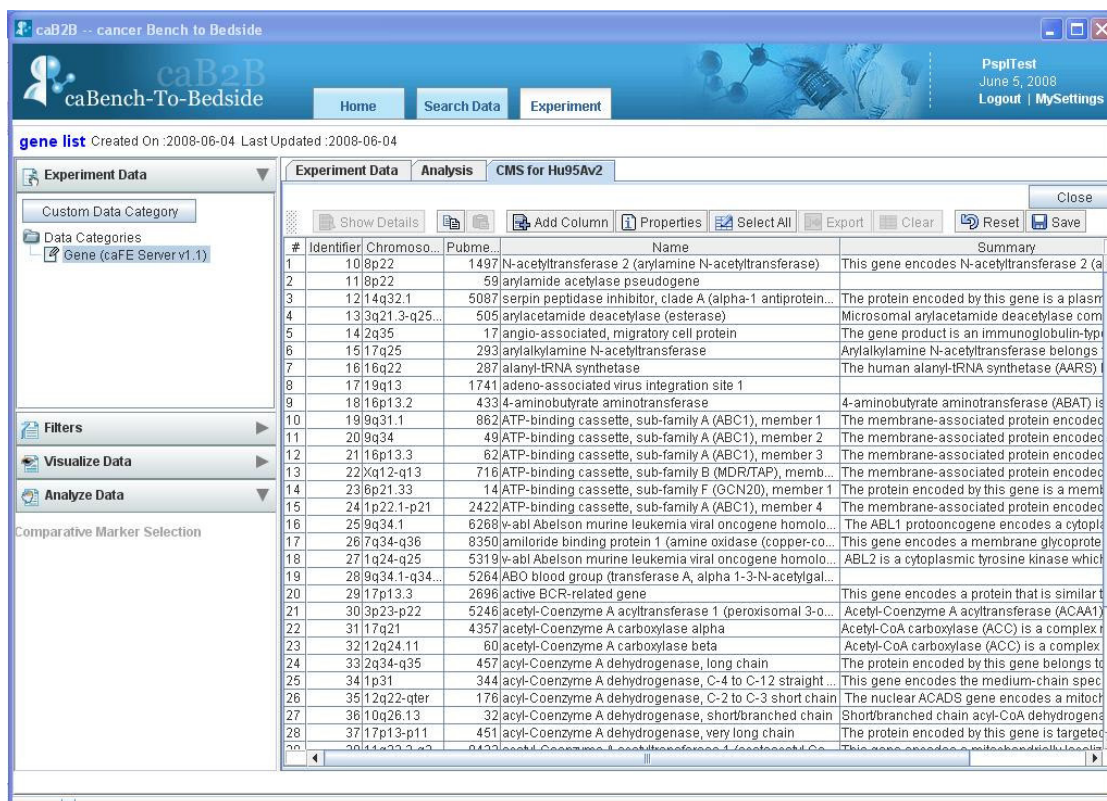 caB2B -- cancer Bench to Bedside
caB2B
caBench-To-Bedside
Home
Search Data
Experiment
PsplTest
June 5, 2008
Logout | MySettings
gene list Created On :2008-06-04 Last Updated :2008-06-04
Experiment Data
Custom Data Category
Data Categories
Gene (caFE Server v1.1)
Filters
Visualize Data
Analyze Data
Comparative Marker Selection
Experiment Data Analysis CMS for Hu95Av2
Close
Show Details Add Column Properties Select All Export Clear Reset Save
# Identifier Chromoso... Pubme... Name Summary
1 10 8p22 1497 N-acetyltransferase 2 (arylamine N-acetyltransferase) This gene encodes N-acetyltransferase 2 (a
2 11 8p22 59 arylamide acetylase pseudogene
3 12 14q32.1 5087 serpin peptidase inhibitor, clade A (alpha-1 antiprotein... The protein encoded by this gene is a plasm
4 13 3q21.3-q25... 505 arylacetamide deacetylase (esterase) Microsomal arylacetamide deacetylase com
5 14 2q35 17 angio-associated, migratory cell protein The gene product is an immunoglobulin-type
6 15 17q25 293 arylalkylamine N-acetyltransferase Arylalkylamine N-acetyltransferase belongs
7 16 16q22 287 alanyl-tRNA synthetase The human alanyl-tRNA synthetase (AARS)
8 17 19q13 1741 adeno-associated virus integration site 1
9 18 16p13.2 433 4-aminobutyrate aminotransferase 4-aminobutyrate aminotransferase (ABAT) is
10 19 9q31.1 862 ATP-binding cassette, sub-family A (ABC1), member 1 The membrane-associated protein encoded
11 20 9q34 49 ATP-binding cassette, sub-family A (ABC1), member 2 The membrane-associated protein encoded
12 21 16p13.3 62 ATP-binding cassette, sub-family A (ABC1), member 3 The membrane-associated protein encoded
13 22 Xq12-q13 716 ATP-binding cassette, sub-family B (MDR/TAP), memb... The membrane-associated protein encoded
14 23 6p21.33 14 ATP-binding cassette, sub-family F (GCN20), member 1 The protein encoded by this gene is a memb
15 24 1p22.1-p21 2422 ATP-binding cassette, sub-family A (ABC1), member 4 The membrane-associated protein encoded
16 25 9q34.1 6268 v-abl Abelson murine leukemia viral oncogene homolo... The ABL1 protooncogene encodes a cytopla
17 26 7q34-q36 8350 amiloride binding protein 1 (amine oxidase (copper-co... This gene encodes a membrane glycoprote
18 27 1q24-q25 5319 v-abl Abelson murine leukemia viral oncogene homolo... ABL2 is a cytoplasmic tyrosine kinase which
19 28 9q34.1-q34... 5264 ABO blood group (transferase A, alpha 1-3-N-acetylgal...
20 29 17p13.3 2696 active BCR-related gene This gene encodes a protein that is similar t
21 30 3p23-p22 5246 acetyl-Coenzyme A acyltransferase 1 (peroxisomal 3-o... Acetyl-Coenzyme A acyltransferase (ACAA1)
22 31 17q21 4357 acetyl-Coenzyme A carboxylase alpha Acetyl-CoA carboxylase (ACC) is a complex
23 32 12q24.11 60 acetyl-Coenzyme A carboxylase beta Acetyl-CoA carboxylase (ACC) is a complex
24 33 2q34-q35 457 acyl-Coenzyme A dehydrogenase, long chain The protein encoded by this gene belongs to
25 34 1p31 344 acyl-Coenzyme A dehydrogenase, C-4 to C-12 straight ... This gene encodes the medium-chain spec
26 35 12q22-qter 176 acyl-Coenzyme A dehydrogenase, C-2 to C-3 short chain The nuclear ACADS gene encodes a mitoch
27 36 10q26.13 32 acyl-Coenzyme A dehydrogenase, short/branched chain Short/branched chain acyl-CoA dehydrogena
28 37 17p13-p11 451 acyl-Coenzyme A dehydrogenase, very long chain The protein encoded by this gene is targeted